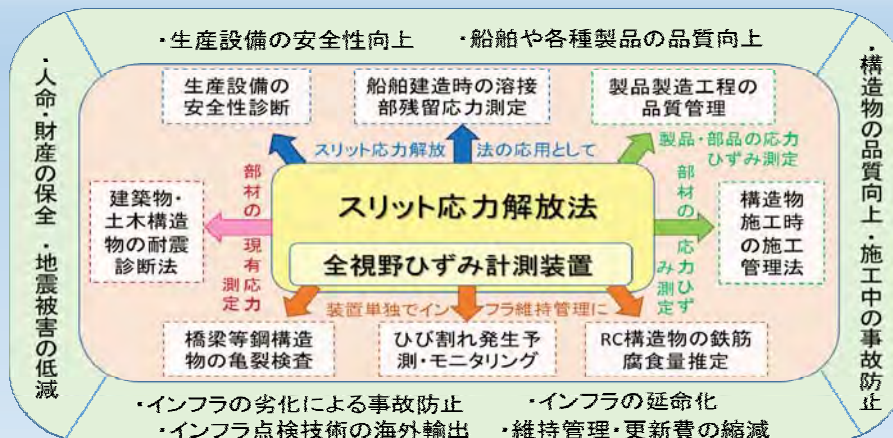 ・生産設備の安全性向上 ・船舶や各種製品の品質向上
・人命・財産の保全 ・地震被害の低減
生産設備の
安全性診断
船舶建造時の溶接
部残留応力測定
製品製造工程の
品質管理
スリット応力解放法の応用として
製品・部品の応力
ひずみ測定
建築物・
土木構造
物の耐震
診断法
部材の現有応力
測定
スリット応力解放法
全視野ひずみ計測装置
部材の応力ひず
み測定
構造物
施工時
の施工
管理法
装置単独でインフラ維持管理に
橋梁等鋼構造
物の亀裂検査
ひび割れ発生予
測・モニタリング
RC構造物の鉄筋
腐食量推定
・構造物の品質向上・施工中の事故防止
・インフラの劣化による事故防止 ・インフラの延命化
・インフラ点検技術の海外輸出 ・維持管理・更新費の縮減